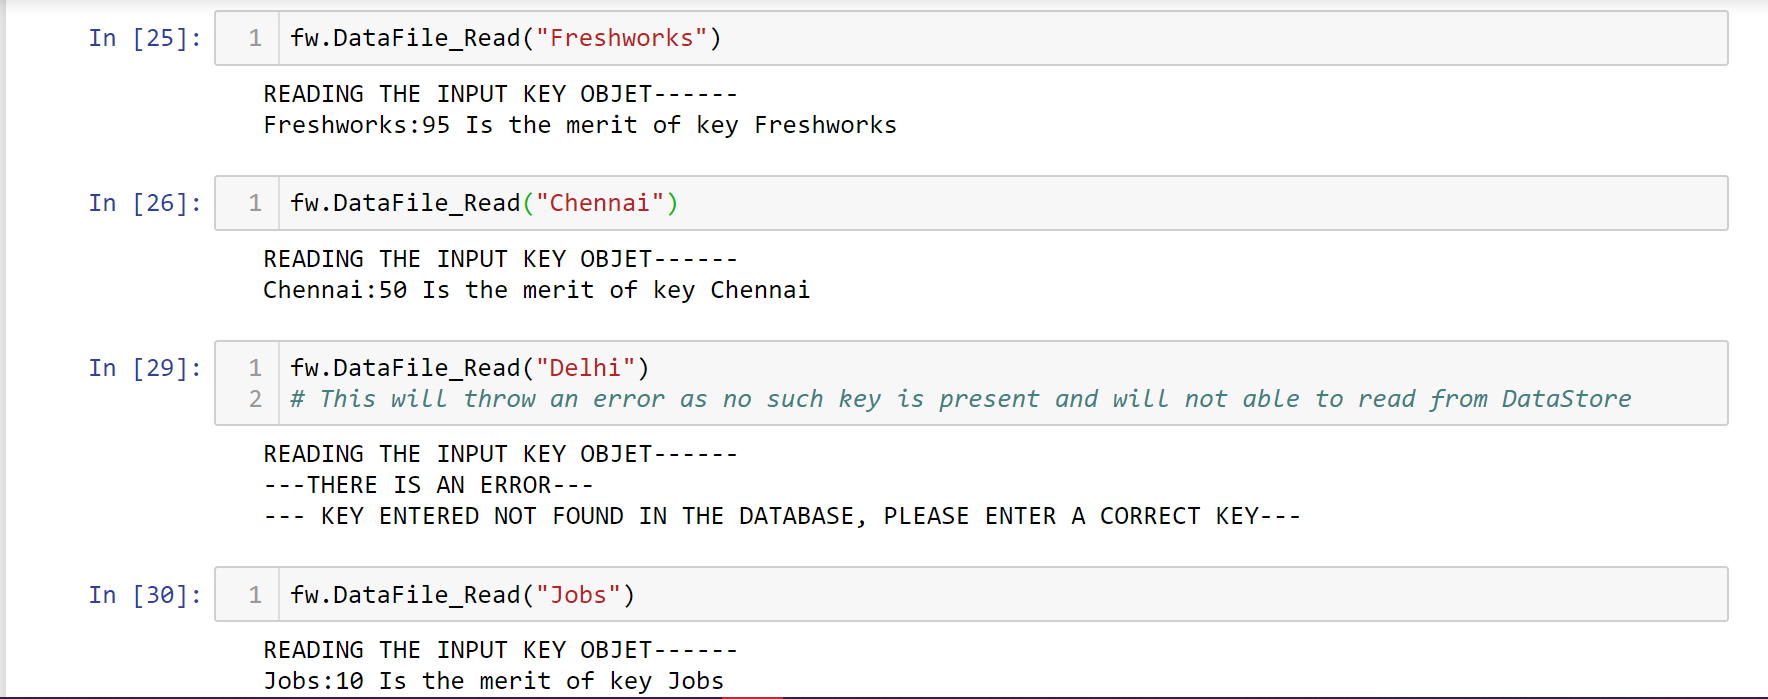 In [25]: 1 fw.DataFile_Read("Freshworks")
READING THE INPUT KEY OBJET------
Freshworks:95 Is the merit of key Freshworks
In [26]: 1 fw.DataFile_Read("Chennai")
READING THE INPUT KEY OBJET------
Chennai:50 Is the merit of key Chennai
In [29]: 1 fw.DataFile_Read("Delhi")
2 # This will throw an error as no such key is present and will not able to read from DataStore
READING THE INPUT KEY OBJET------
---THERE IS AN ERROR---
--- KEY ENTERED NOT FOUND IN THE DATABASE, PLEASE ENTER A CORRECT KEY---
In [30]: 1 fw.DataFile_Read("Jobs")
READING THE INPUT KEY OBJET------
Jobs:10 Is the merit of key Jobs